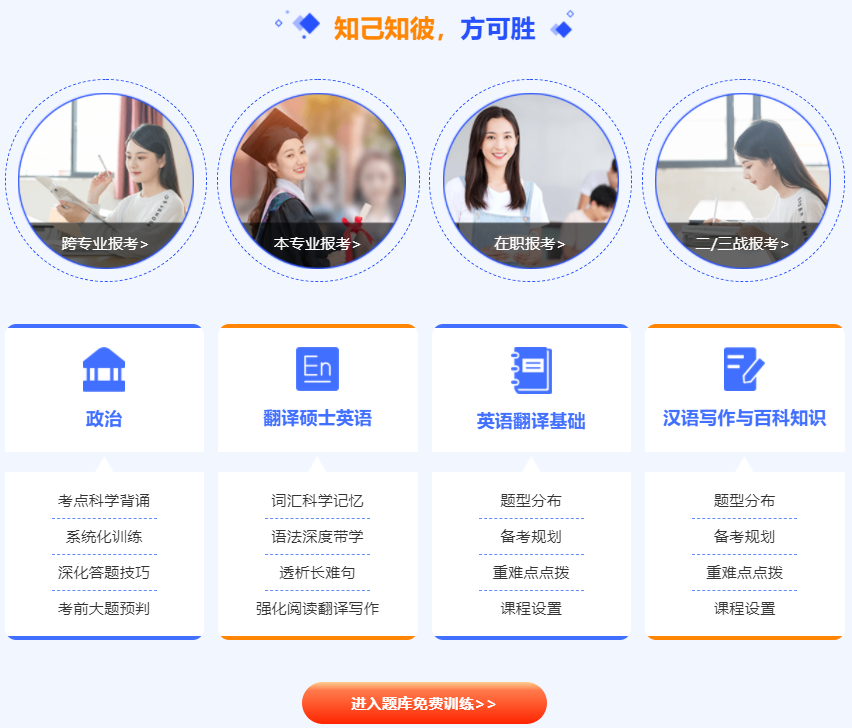 知己知彼，方可胜
跨专业报考>
本专业报考>
在职报考>
二/三战报考>
政治
En
翻译硕士英语
英语翻译基础
汉语写作与百科知识
考点科学背诵
系统化训练
深化答题技巧
考前大题预判
词汇科学记忆
语法深度带学
透析长难句
强化阅读翻译写作
题型分布
备考规划
重难点点拨
课程设置
题型分布
备考规划
重难点点拨
课程设置
进入题库免费训练>>